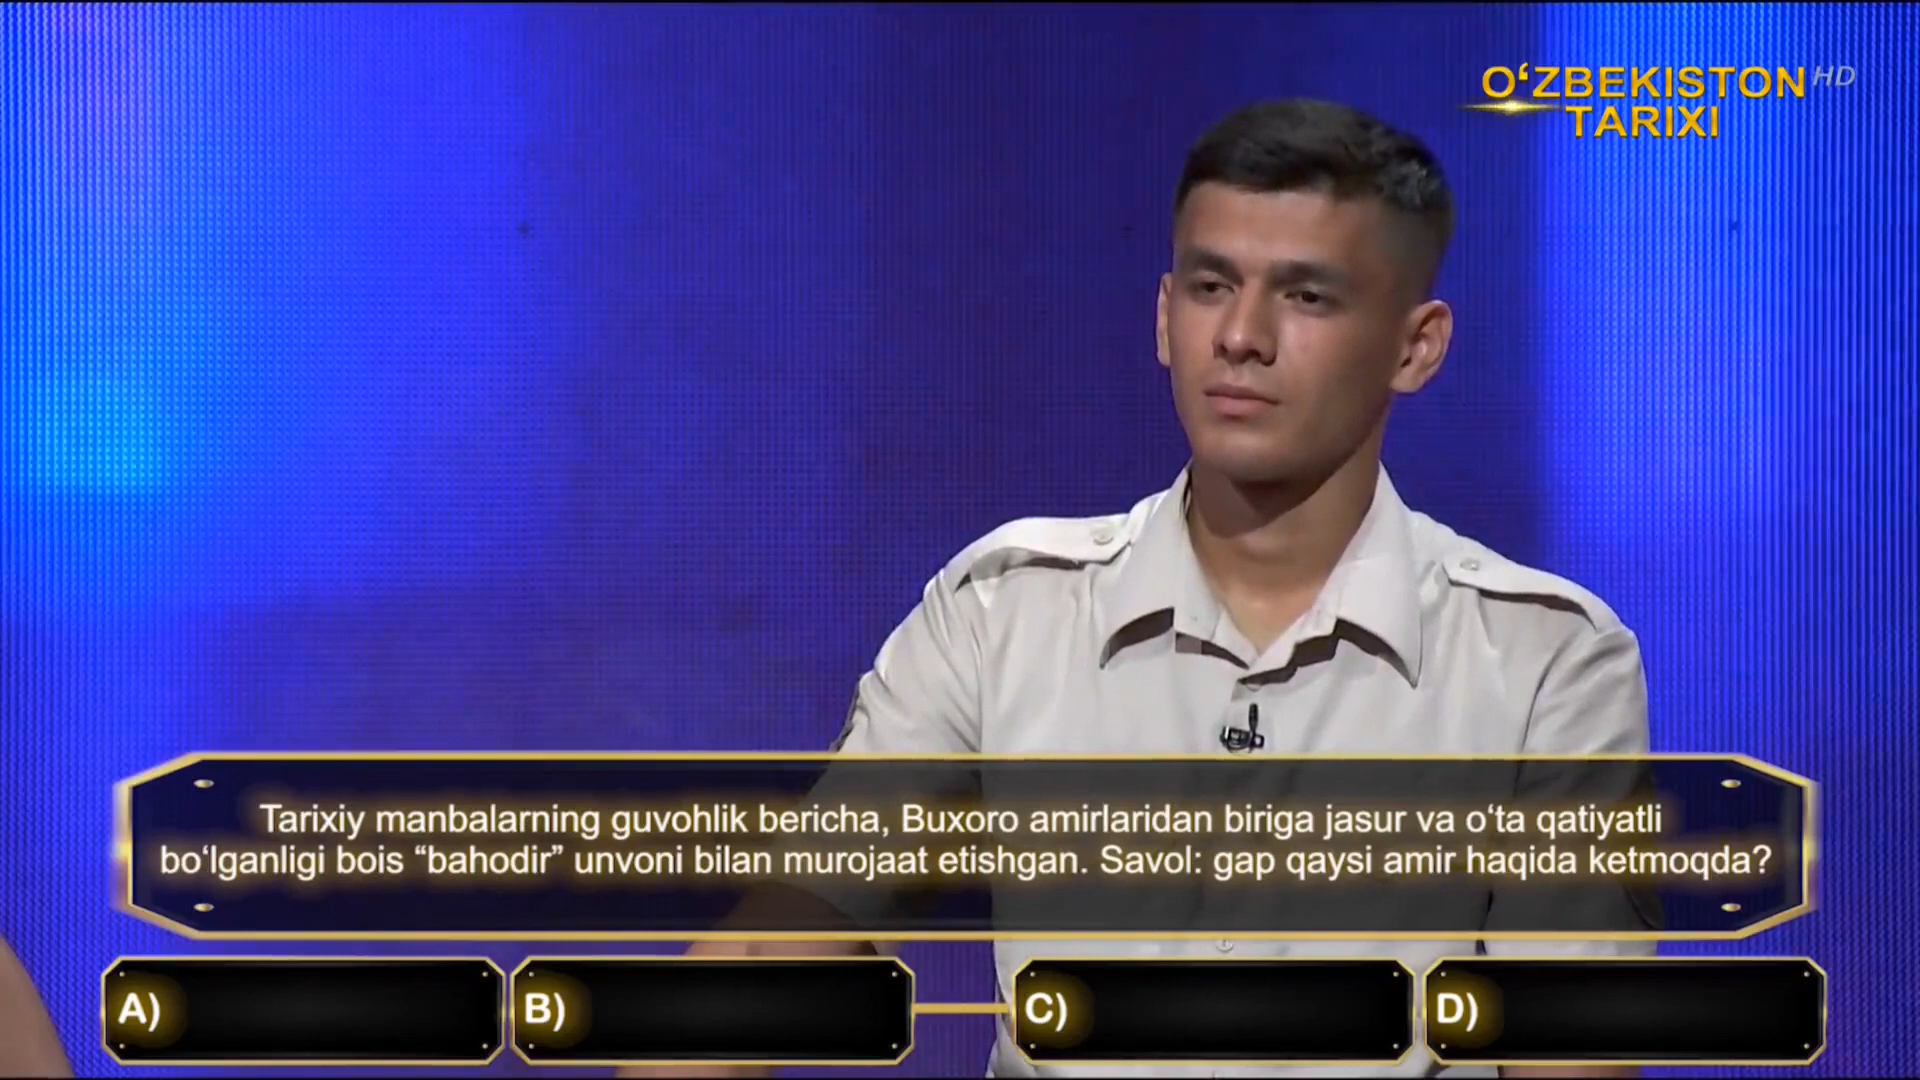 O‘ZBEKISTON HD
TARIXI
Tarixiy manbalarning guvohlik bericha, Buxoro amirlaridan biriga jasur va o‘ta qatiyatli
bo‘lganligi bois “bahodir” unvoni bilan murojaat etishgan. Savol: gap qaysi amir haqida ketmoqda?
A)
B)
C)
D)